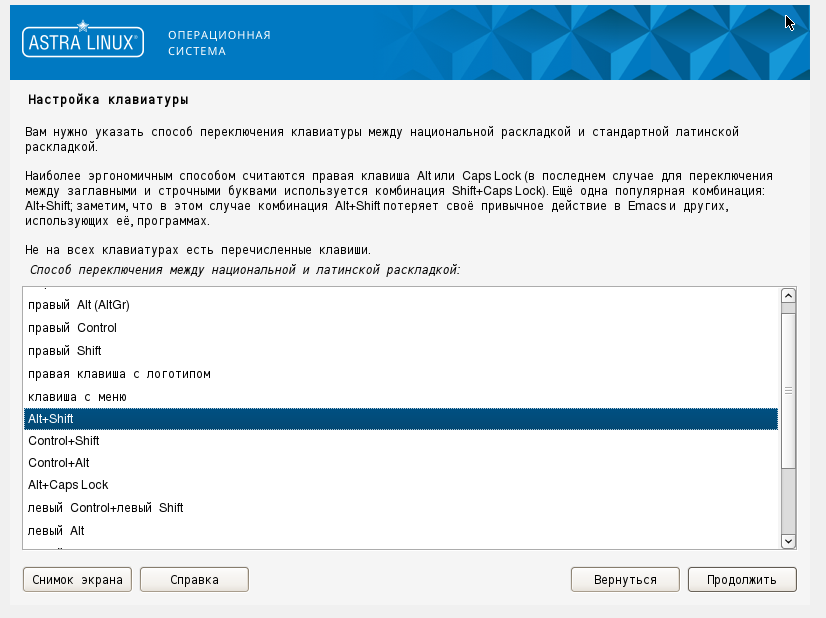 ASTRA LINUX®
ОПЕРАЦИОННАЯ
СИСТЕМА
Настройка клавиатуры
Вам нужно указать способ переключения клавиатуры между национальной раскладкой и стандартной латинской
раскладкой.
Наиболее эргономичным способом считаются правая клавиша Alt или Caps Lock (в последнем случае для переключения
между заглавными и строчными буквами используется комбинация Shift+Caps Lock). Ещё одна популярная комбинация:
Alt+Shift; заметим, что в этом случае комбинация Alt+Shift потеряет своё привычное действие в Emacs и других,
использующих её, программах.
Не на всех клавиатурах есть перечисленные клавиши.
Способ переключения между национальной и латинской раскладкой:
правый Alt (AltGr)
правый Control
правый Shift
правая клавиша с логотипом
клавиша с меню
Alt+Shift
Control+Shift
Control+Alt
Alt+Caps Lock
левый Control+левый Shift
левый Alt
Снимок экрана
Справка
Вернуться
Продолжить